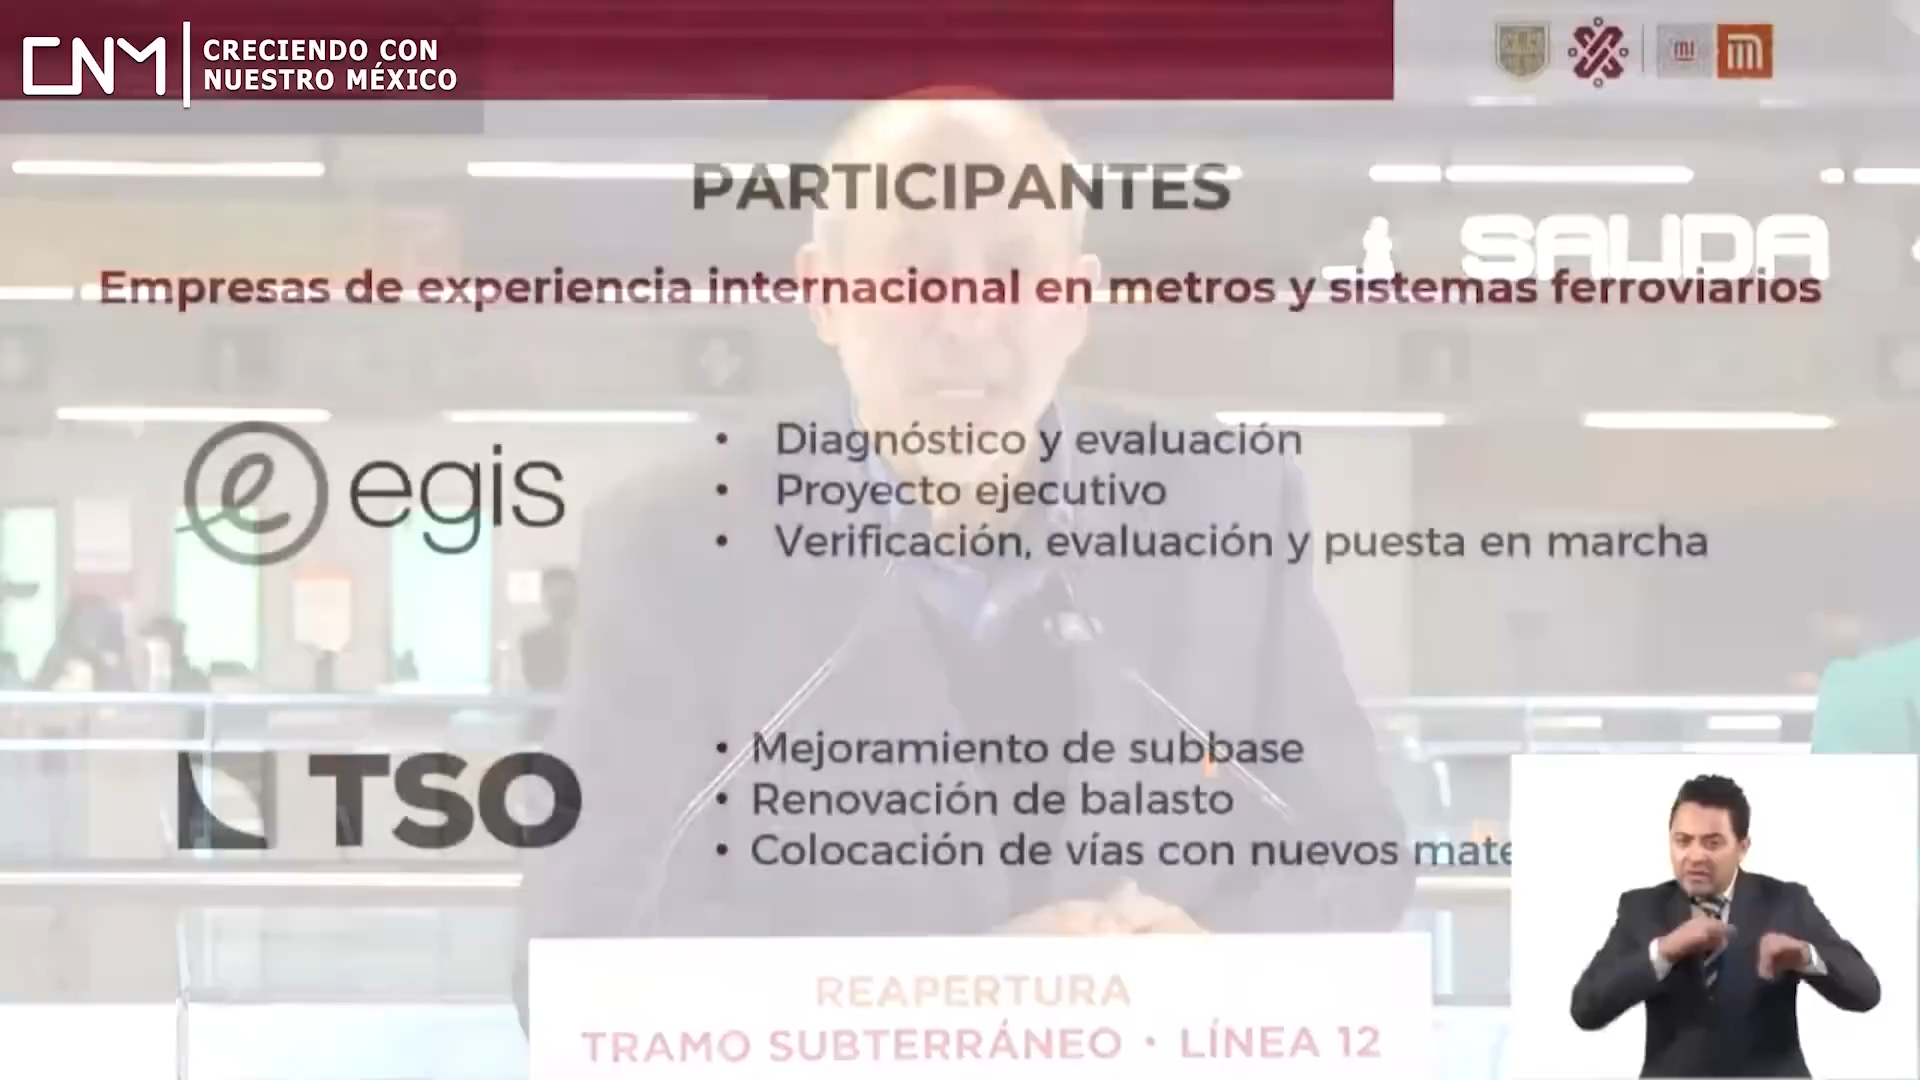 CNM
CRECIENDO CON
NUESTRO MÉXICO
PARTICIPANTES
SALIDA
Empresas de experiencia internacional en metros y sistemas ferroviarios
egis
• Diagnóstico y evaluación
• Proyecto ejecutivo
• Verificación, evaluación y puesta en marcha
TSO
• Mejoramiento de subbase
• Renovación de balasto
• Colocación de vías con nuevos mate
REAPERTURA
TRAMO SUBTERRÁNEO • LÍNEA 12